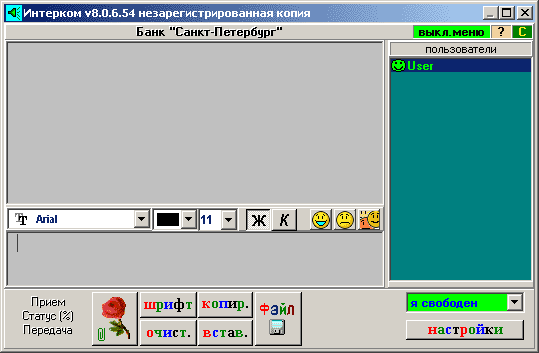 Интерком v8.0.6.54 незарегистрированная копия
Банк "Санкт-Петербург"
выкл.меню
?
С
пользователи
User
Arial
11
Ж
К
Прием
Статус (%)
Передача
шрифт
копир.
очист.
встав.
Файл
я свободен
настройки